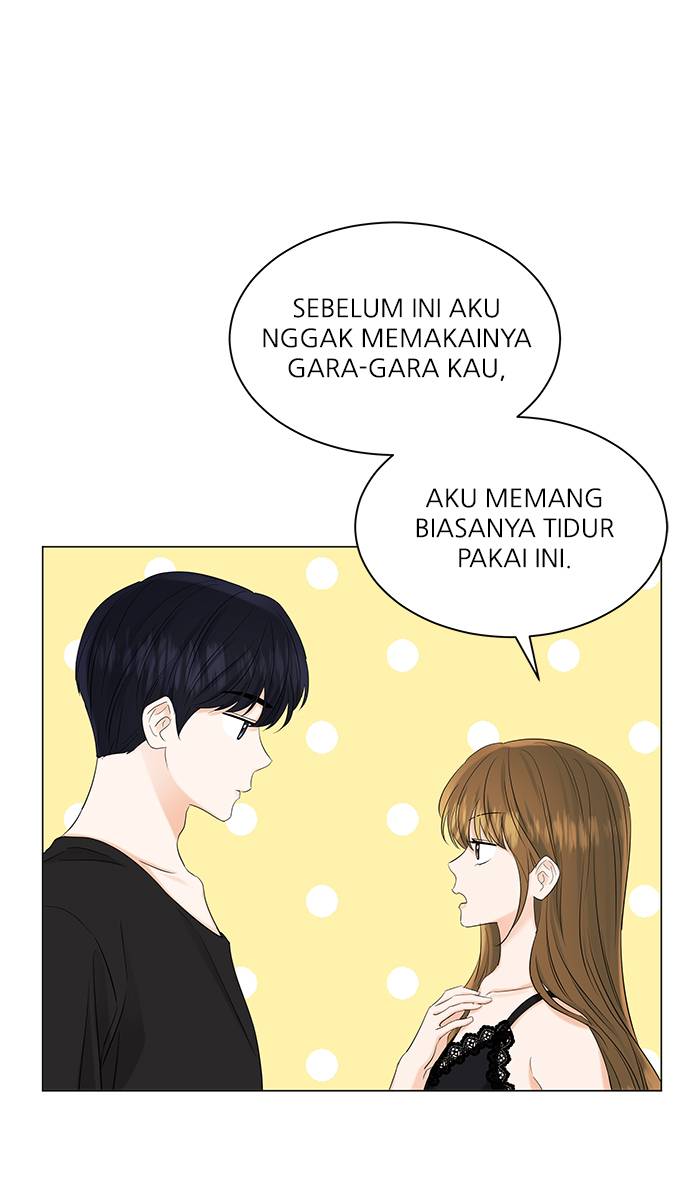 SEBELUM INI AKU
NGGAK MEMAKAINYA
GARA-GARA KAU,
AKU MEMANG
BIASANYA TIDUR
PAKAI INI.